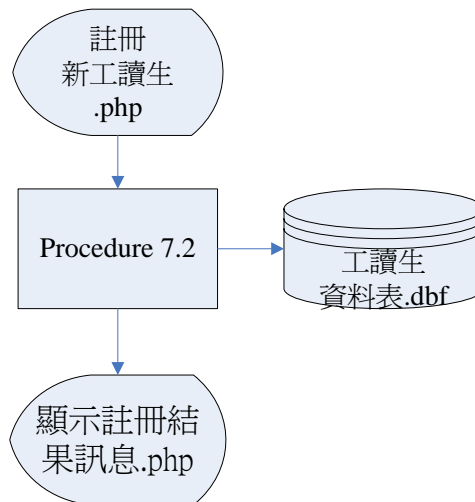 註冊
新工讀生
.php
Procedure 7.2
工讀生
資料表.dbf
顯示註冊結
果訊息.php